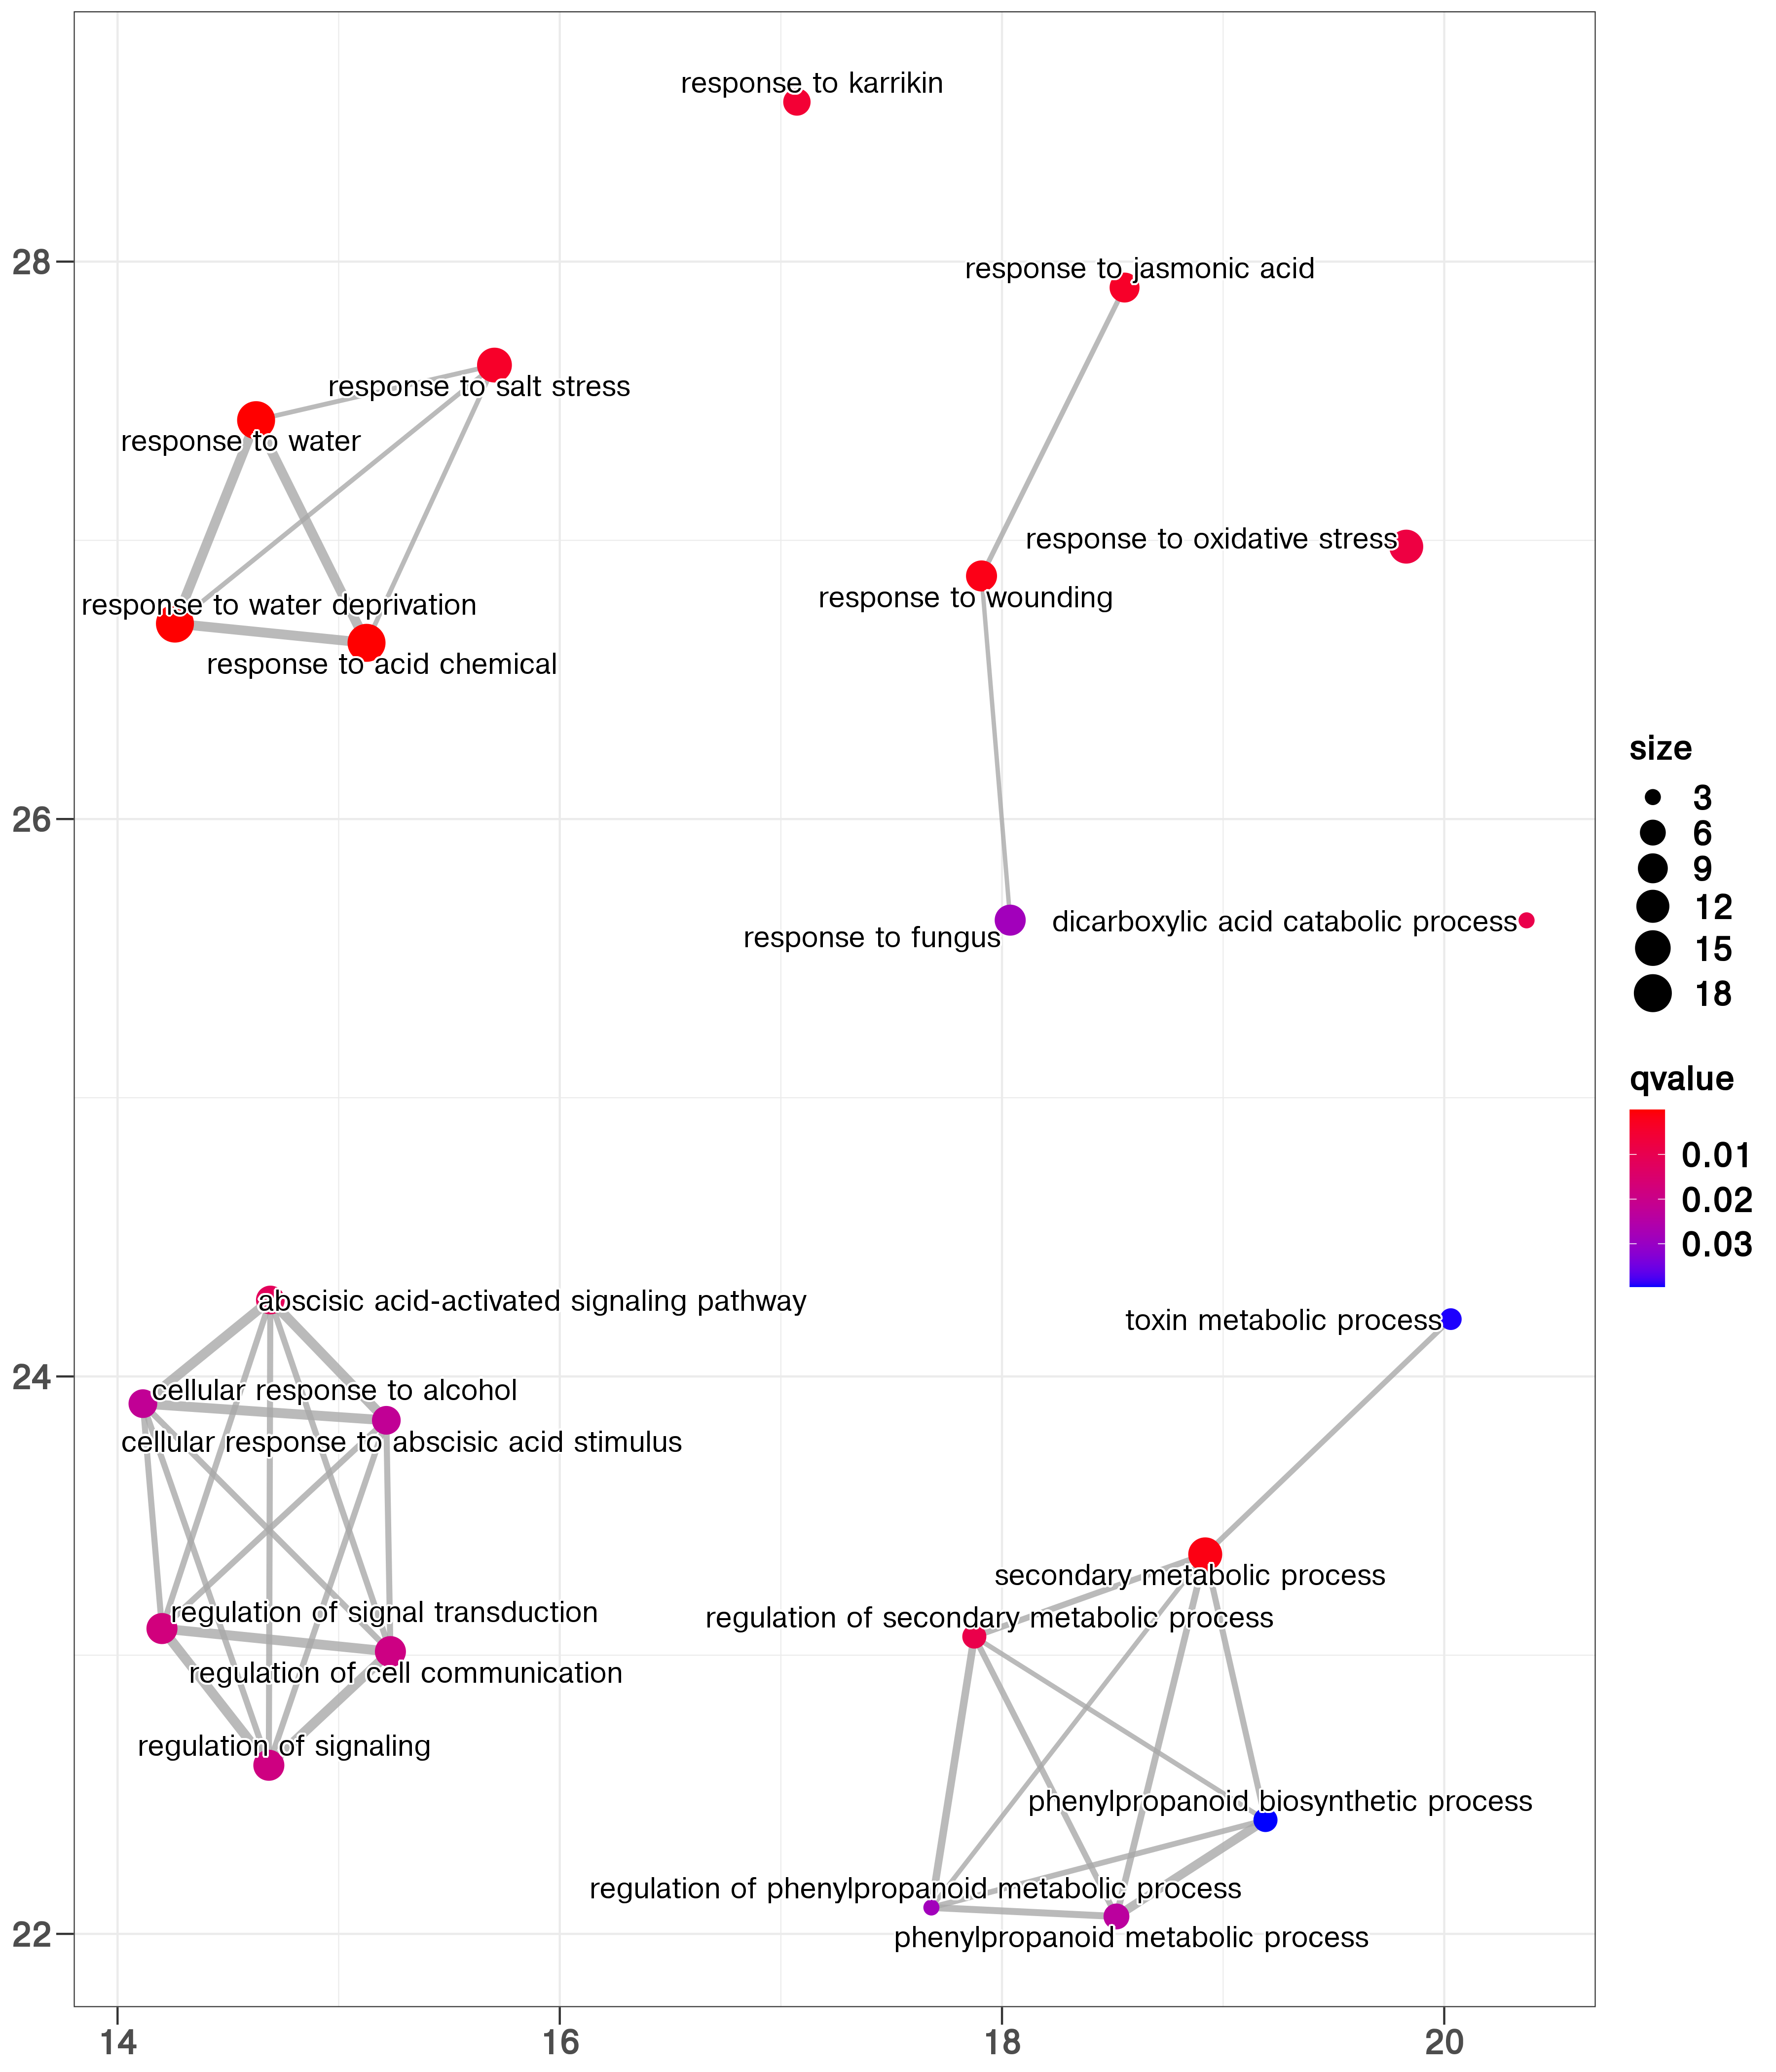 response to karrikin
28
response to jasmonic acid
response to salt stress
response to water
response to oxidative stress
response to wounding
response to water deprivation
response to acid chemical
size
3
6
9
12
15
18
26
dicarboxylic acid catabolic process
response to fungus
qvalue
0.01
0.02
0.03
abscisic acid-activated signaling pathway
toxin metabolic process
24
cellular response to alcohol
cellular response to abscisic acid stimulus
secondary metabolic process
regulation of signal transduction
regulation of secondary metabolic process
regulation of cell communication
regulation of signaling
phenylpropanoid biosynthetic process
regulation of phenylpropanoid metabolic process
22
phenylpropanoid metabolic process
14
16
18
20